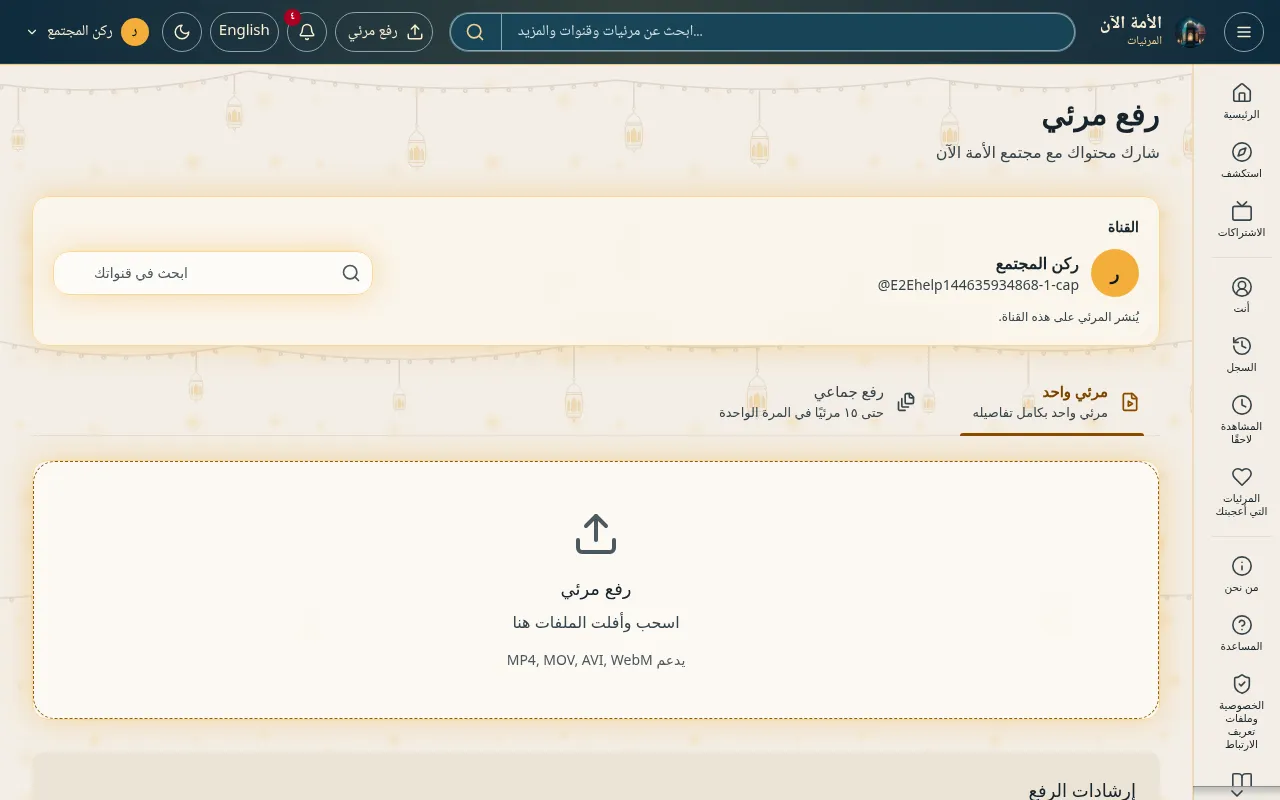 الأمة الآن
المرئيات
ابحث عن مرئيات وقنوات والمزيد...
رفع مرئي
٤
English
ر
ركن المجتمع
الرئيسية
استكشف
الاشتراكات
أنت
السجل
المشاهدة
لاحقًا
المرئيات
التي أعجبتك
من نحن
المساعدة
الخصوصية
وملفات
تعريف
الارتباط
رفع مرئي
شارك محتواك مع مجتمع الأمة الآن
القناة
ر
ركن المجتمع
@E2Ehelp144635934868-1-cap
يُنشر المرئي على هذه القناة.
ابحث في قنواتك
مرئي واحد
مرئي واحد بكامل تفاصيله
رفع جماعي
حتى ١٥ مرئيًا في المرة الواحدة
رفع مرئي
اسحب وأفلت الملفات هنا
يدعم MP4, MOV, AVI, WebM
إرشادات الرفع